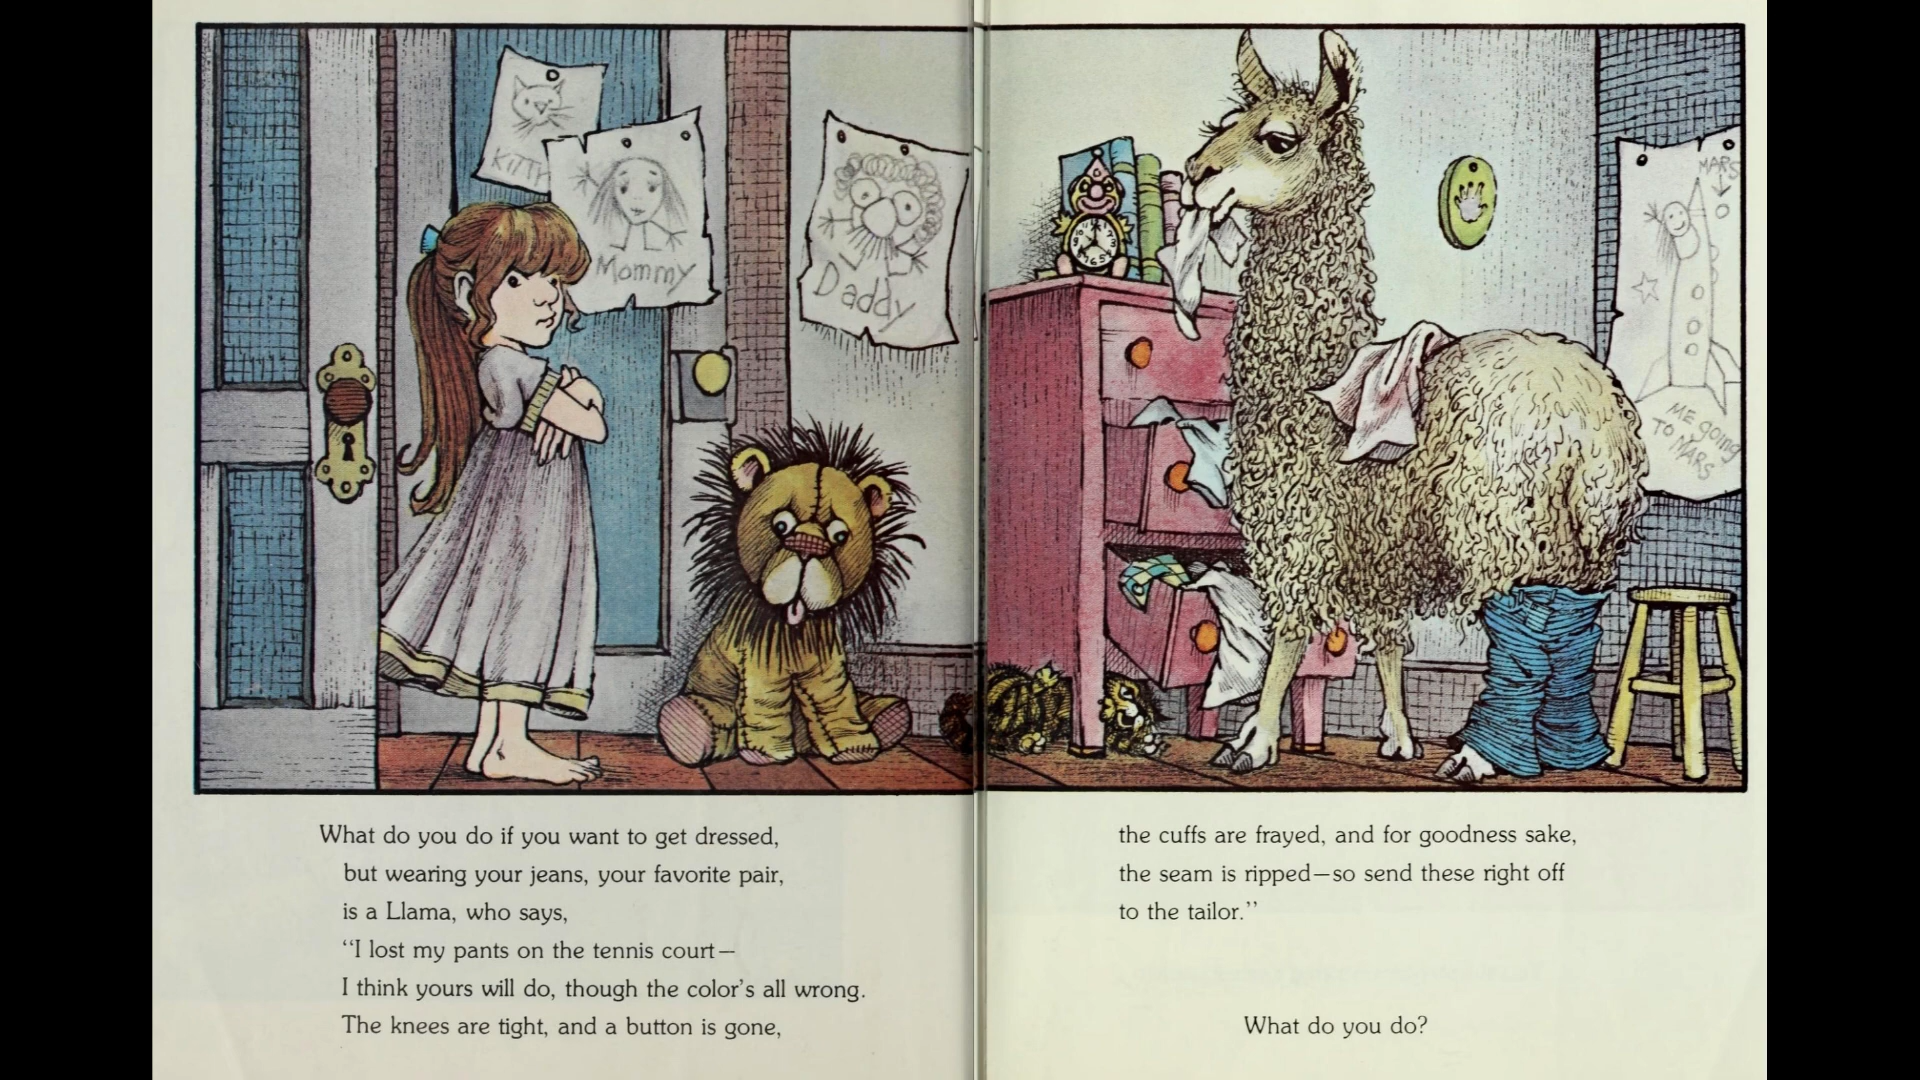 KITTY
Mommy
Daddy
MARS
ME going
TO MARS
What do you do if you want to get dressed,
but wearing your jeans, your favorite pair,
is a Llama, who says,
“I lost my pants on the tennis court—
I think yours will do, though the color’s all wrong.
The knees are tight, and a button is gone,
the cuffs are frayed, and for goodness sake,
the seam is ripped—so send these right off
to the tailor.”
What do you do?